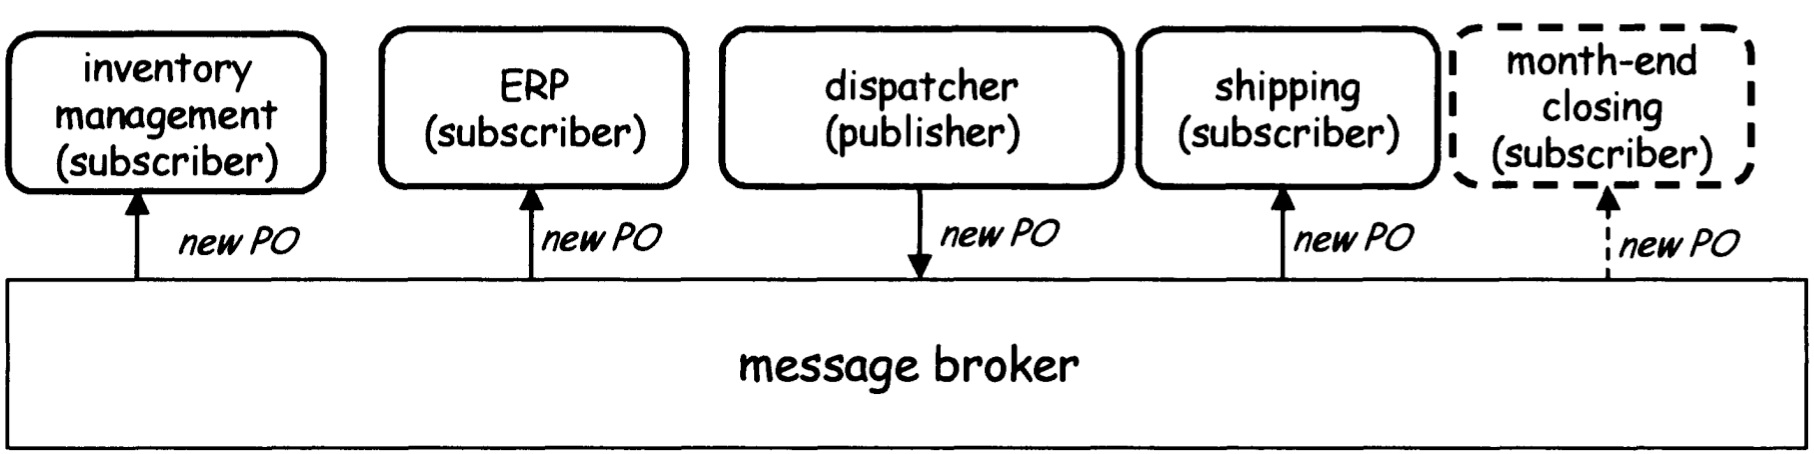 inventory
management
(subscriber)
ERP
(subscriber)
dispatcher
(publisher)
shipping
(subscriber)
month-end
closing
(subscriber)
new PO
new PO
new PO
new PO
new PO
message broker